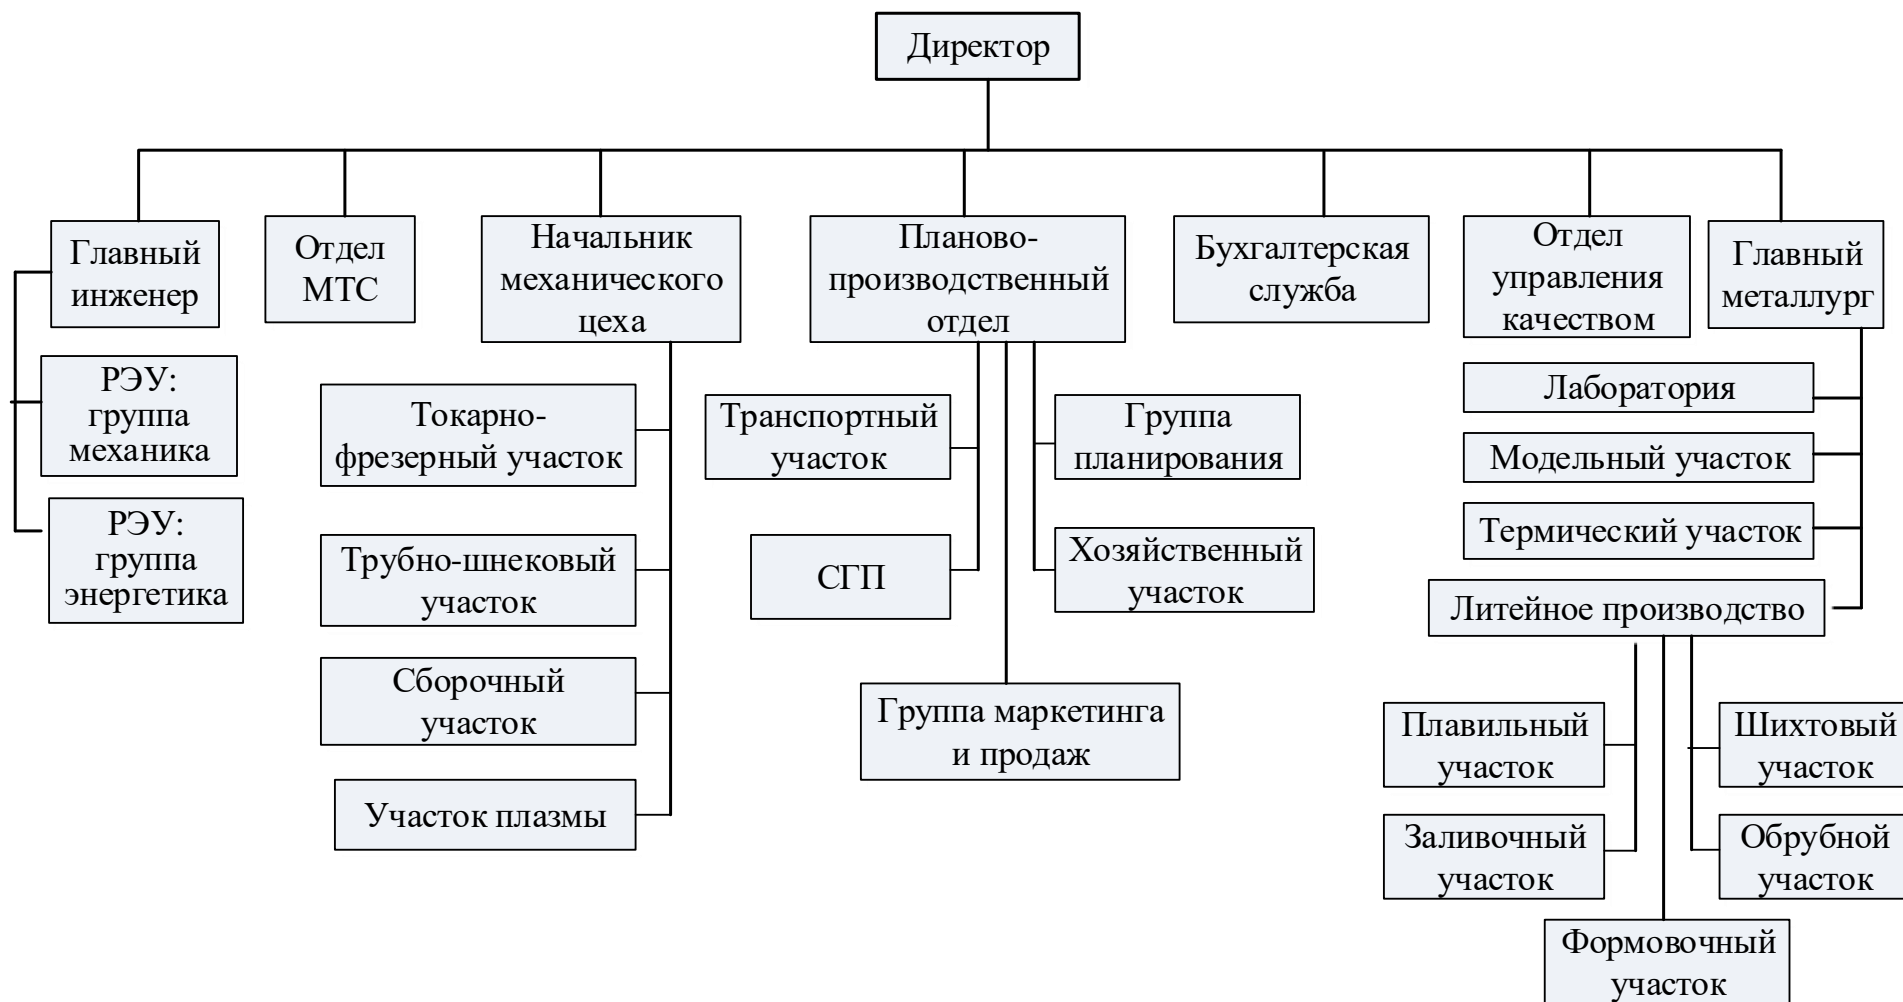 Директор
Главный
инженер
Отдел
МТС
Начальник
механического
цеха
Планово-
производственный
отдел
Бухгалтерская
служба
Отдел
управления
качеством
Главный
металлург
РЭУ:
группа
механика
РЭУ:
группа
энергетика
Токарно-
фрезерный участок
Трубно-шнековый
участок
Сборочный
участок
Участок плазмы
Транспортный
участок
СГП
Группа
планирования
Хозяйственный
участок
Группа маркетинга
и продаж
Лаборатория
Модельный участок
Термический участок
Литейное производство
Плавильный
участок
Заливочный
участок
Шихтовый
участок
Обрубной
участок
Формовочный
участок